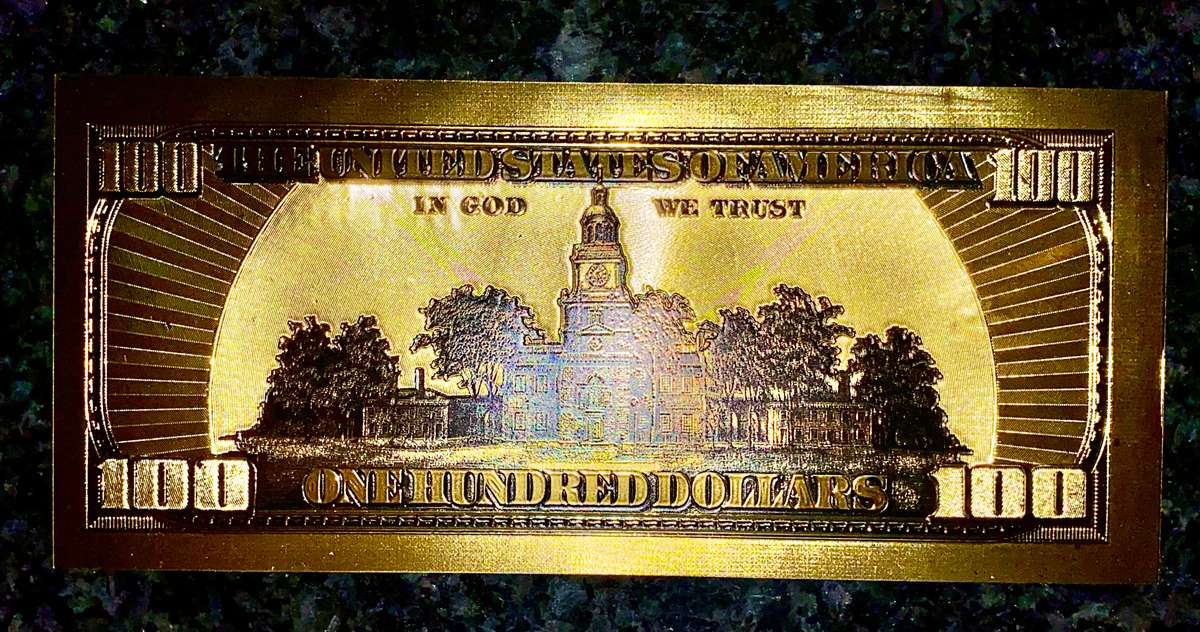 100 THE UNITED STATES OF AMERICA 100
IN GOD WE TRUST
100 ONE HUNDRED DOLLARS 100